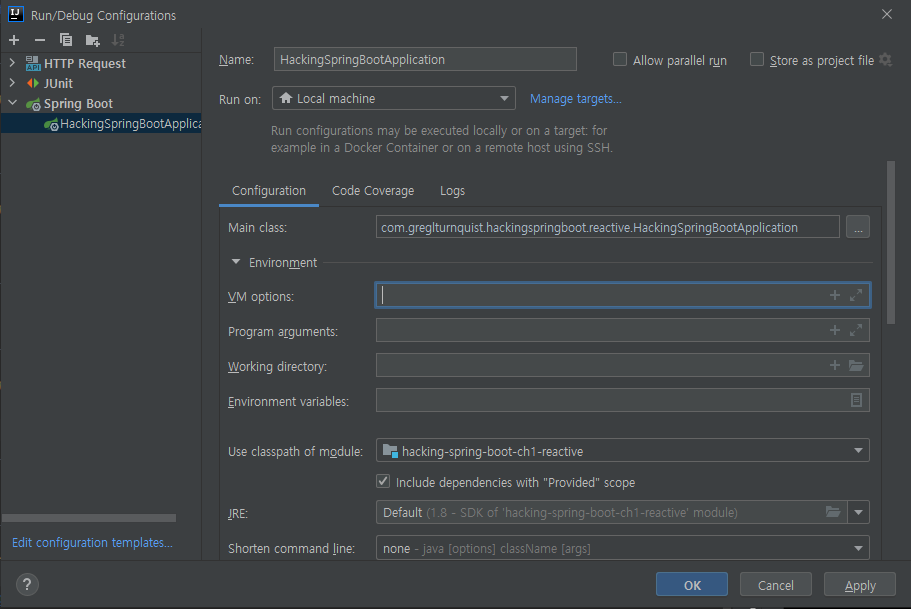 Run/Debug Configurations
HTTP Request
JUnit
Spring Boot
HackingSpringBootApplica
Edit configuration templates...
Name:
HackingSpringBootApplication
Allow parallel run
Store as project file
Run on:
Local machine
Manage targets...
Run configurations may be executed locally or on a target: for
example in a Docker Container or on a remote host using SSH.
Configuration
Code Coverage
Logs
Main class:
com.greglturnquist.hackingspringboot.reactive.HackingSpringBootApplication
...
Environment
VM options:
Program arguments:
Working directory:
Environment variables:
Use classpath of module:
hacking-spring-boot-ch1-reactive
Include dependencies with "Provided" scope
JRE:
Default (1.8 - SDK of 'hacking-spring-boot-ch1-reactive' module)
Shorten command line:
none - java [options] className [args]
?
OK
Cancel
Apply